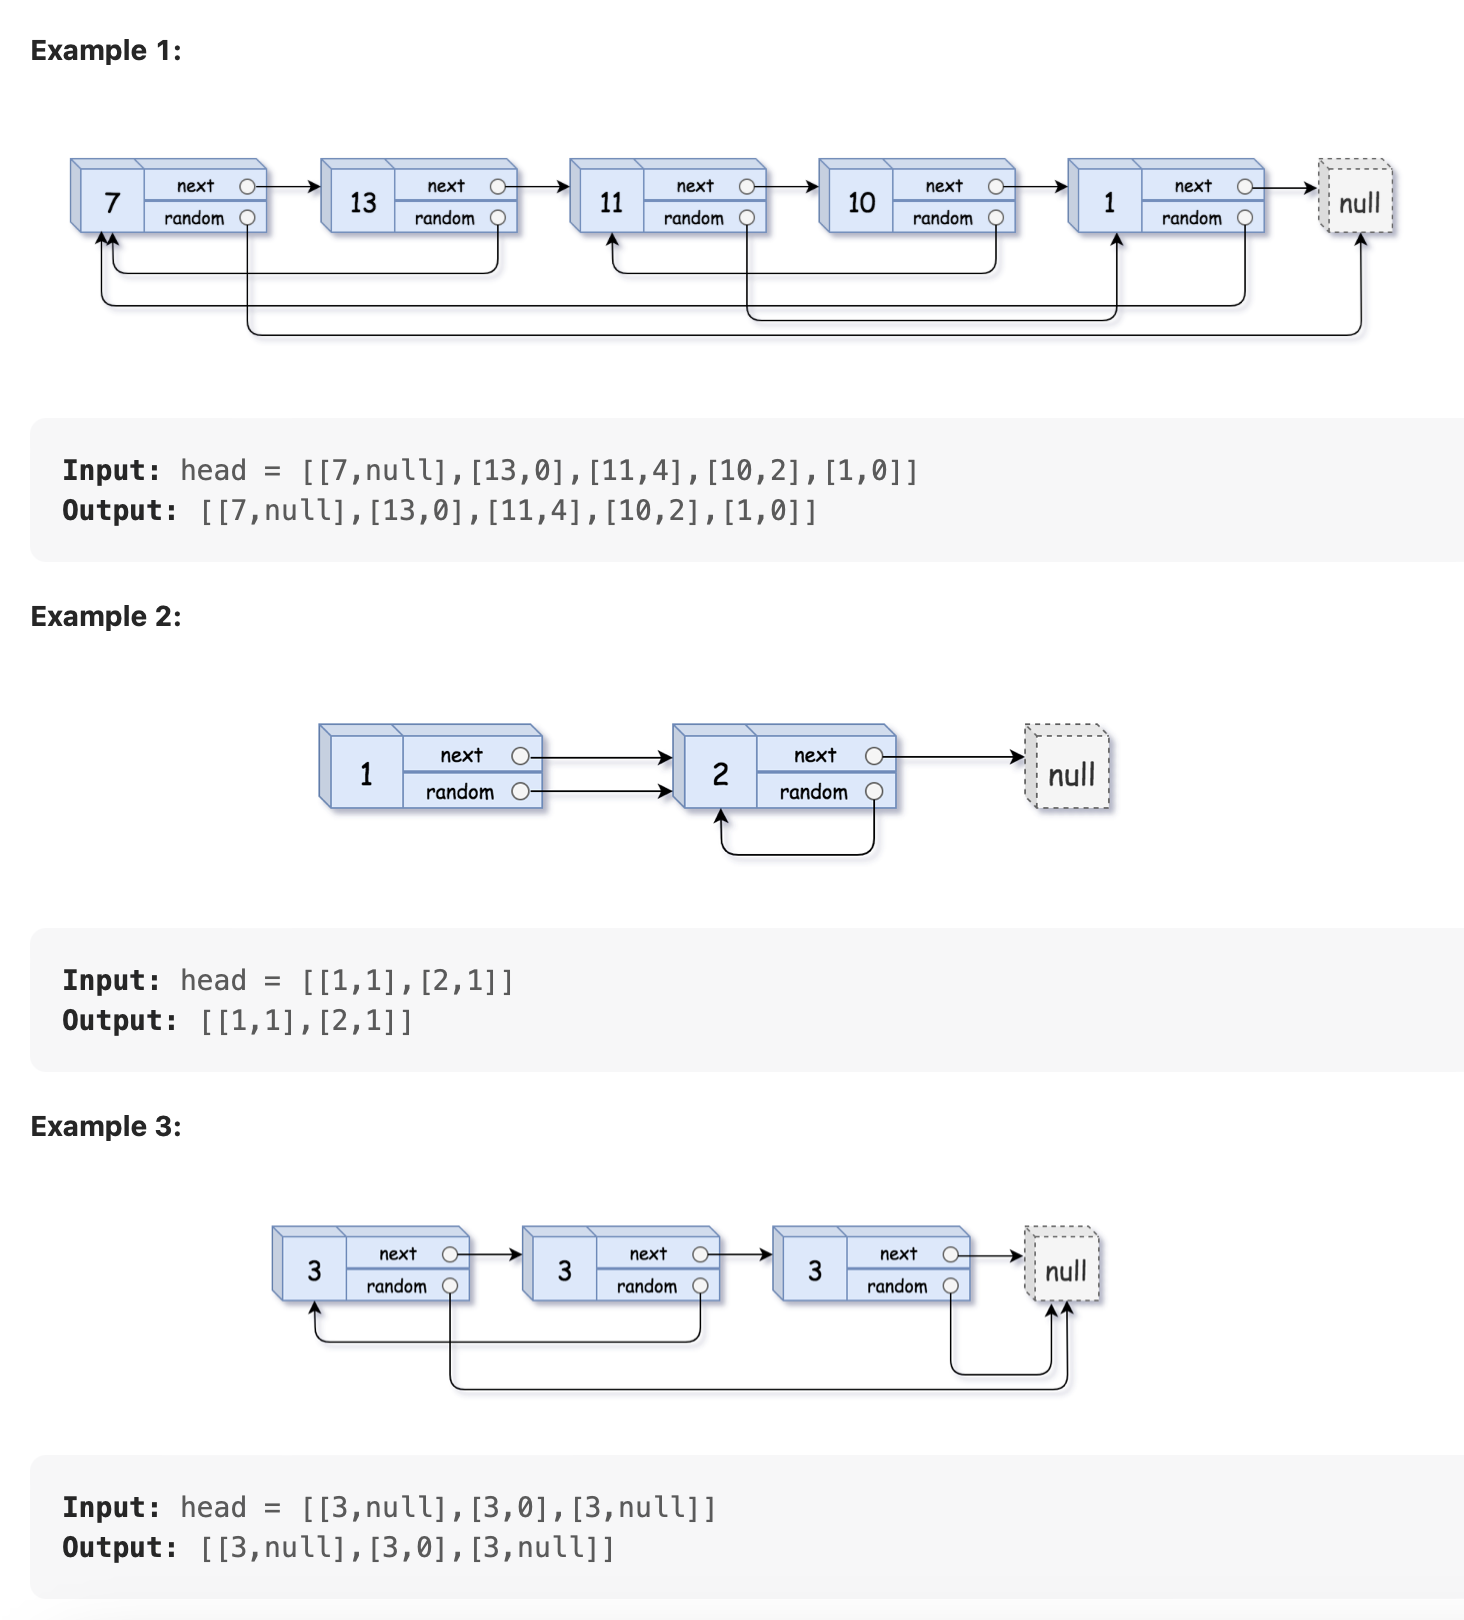 Example 1:
7 next random 13 next random 11 next random 10 next random 1 next random null
Input: head = [[7,null],[13,0],[11,4],[10,2],[1,0]]
Output: [[7,null],[13,0],[11,4],[10,2],[1,0]]
Example 2:
1 next random 2 next random null
Input: head = [[1,1],[2,1]]
Output: [[1,1],[2,1]]
Example 3:
3 next random 3 next random 3 next random null
Input: head = [[3,null],[3,0],[3,null]]
Output: [[3,null],[3,0],[3,null]]